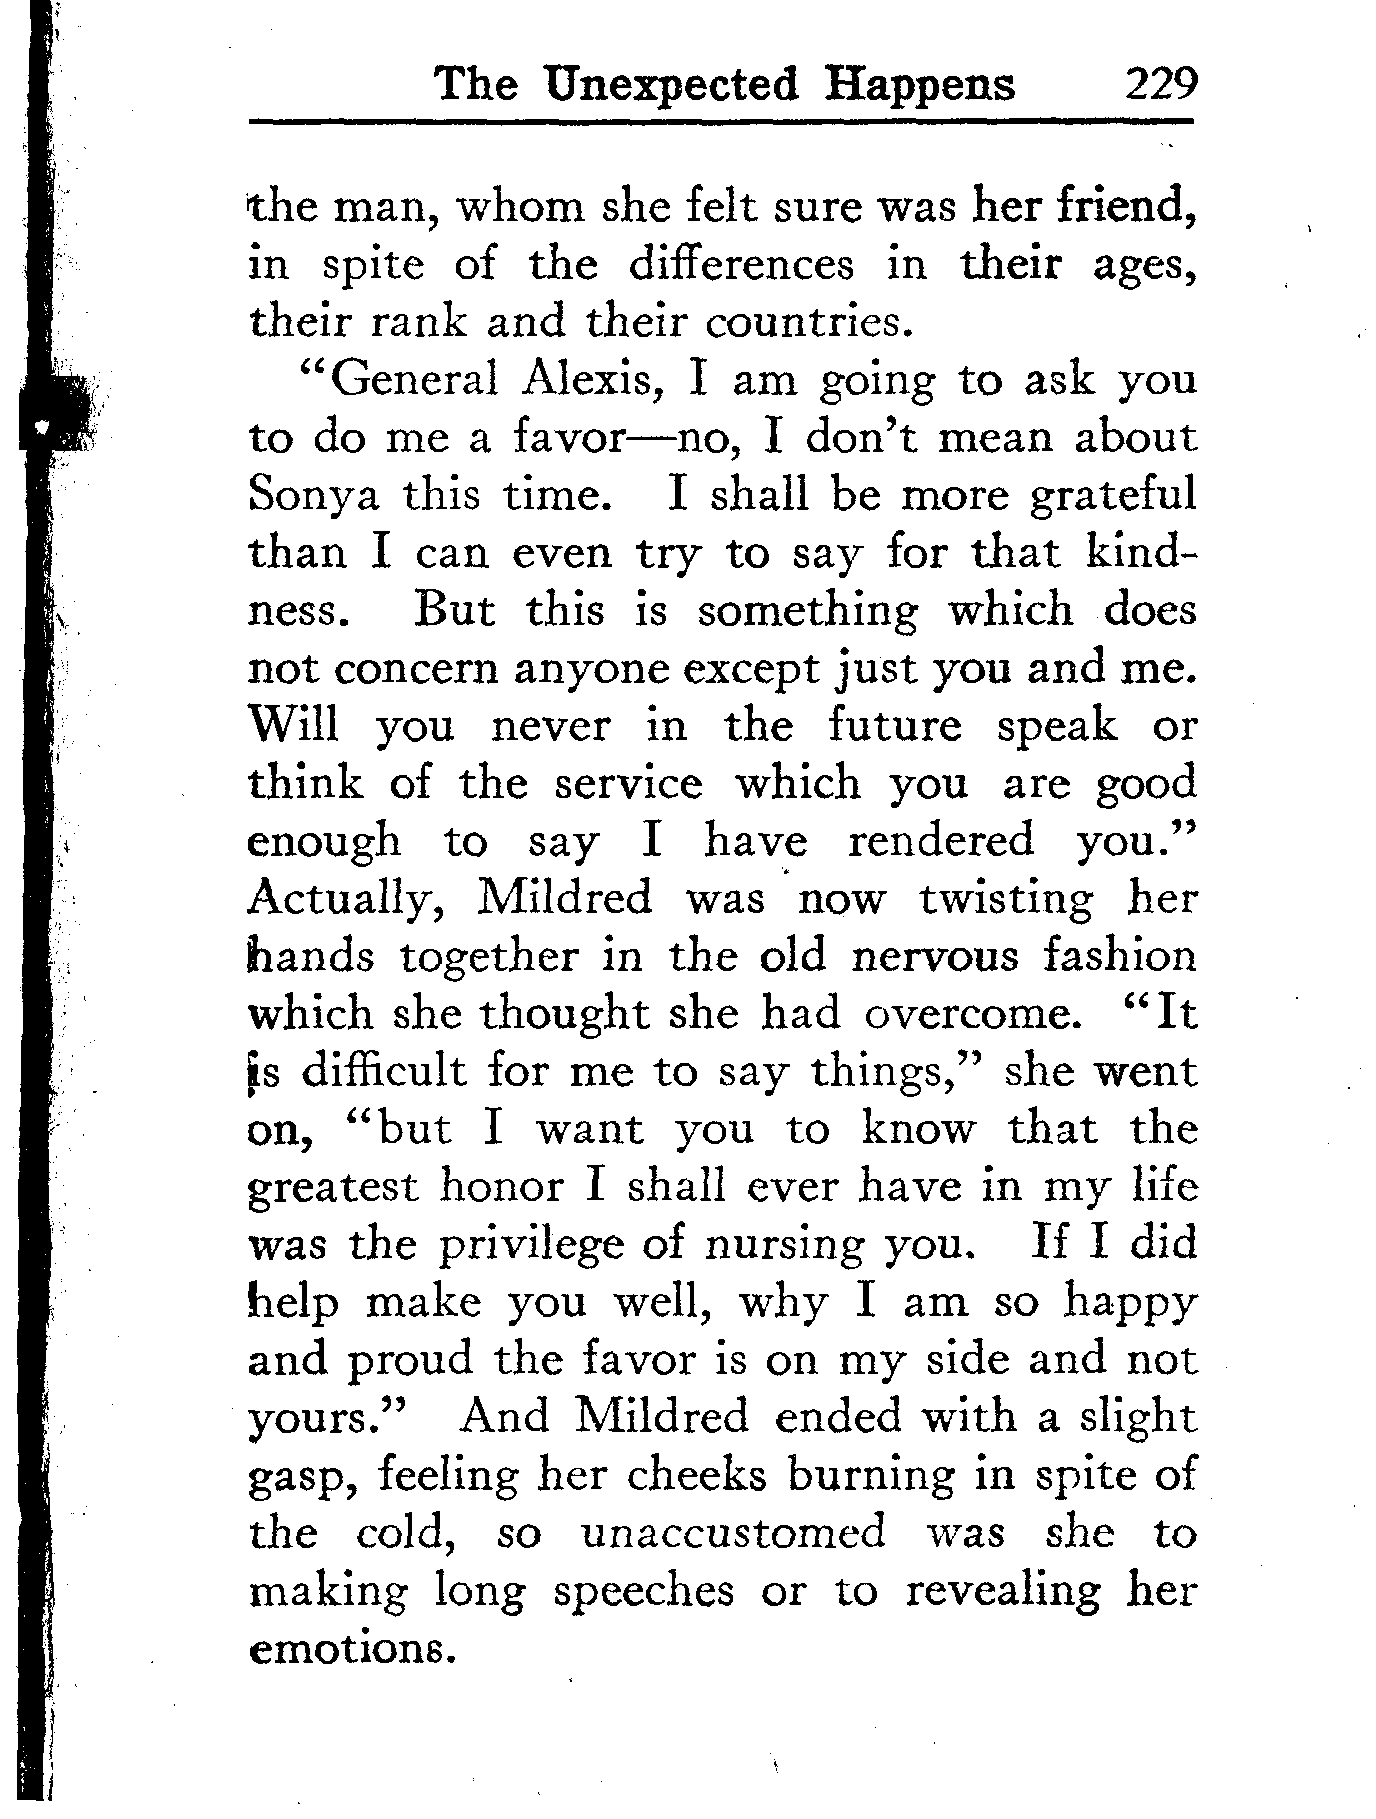 The Unexpected Happens 229
the man, whom she felt sure was her friend,
in spite of the differences in their ages,
their rank and their countries.
"General Alexis, I am going to ask you
to do me a favor—no, I don't mean about
Sonya this time. I shall be more grateful
than I can even try to say for that kind-
ness. But this is something which does
not concern anyone except just you and me.
Will you never in the future speak or
think of the service which you are good
enough to say I have rendered you."
Actually, Mildred was now twisting her
hands together in the old nervous fashion
which she thought she had overcome. "It
is difficult for me to say things," she went
on, "but I want you to know that the
greatest honor I shall ever have in my life
was the privilege of nursing you. If I did
help make you well, why I am so happy
and proud the favor is on my side and not
yours." And Mildred ended with a slight
gasp, feeling her cheeks burning in spite of
the cold, so unaccustomed was she to
making long speeches or to revealing her
emotions.